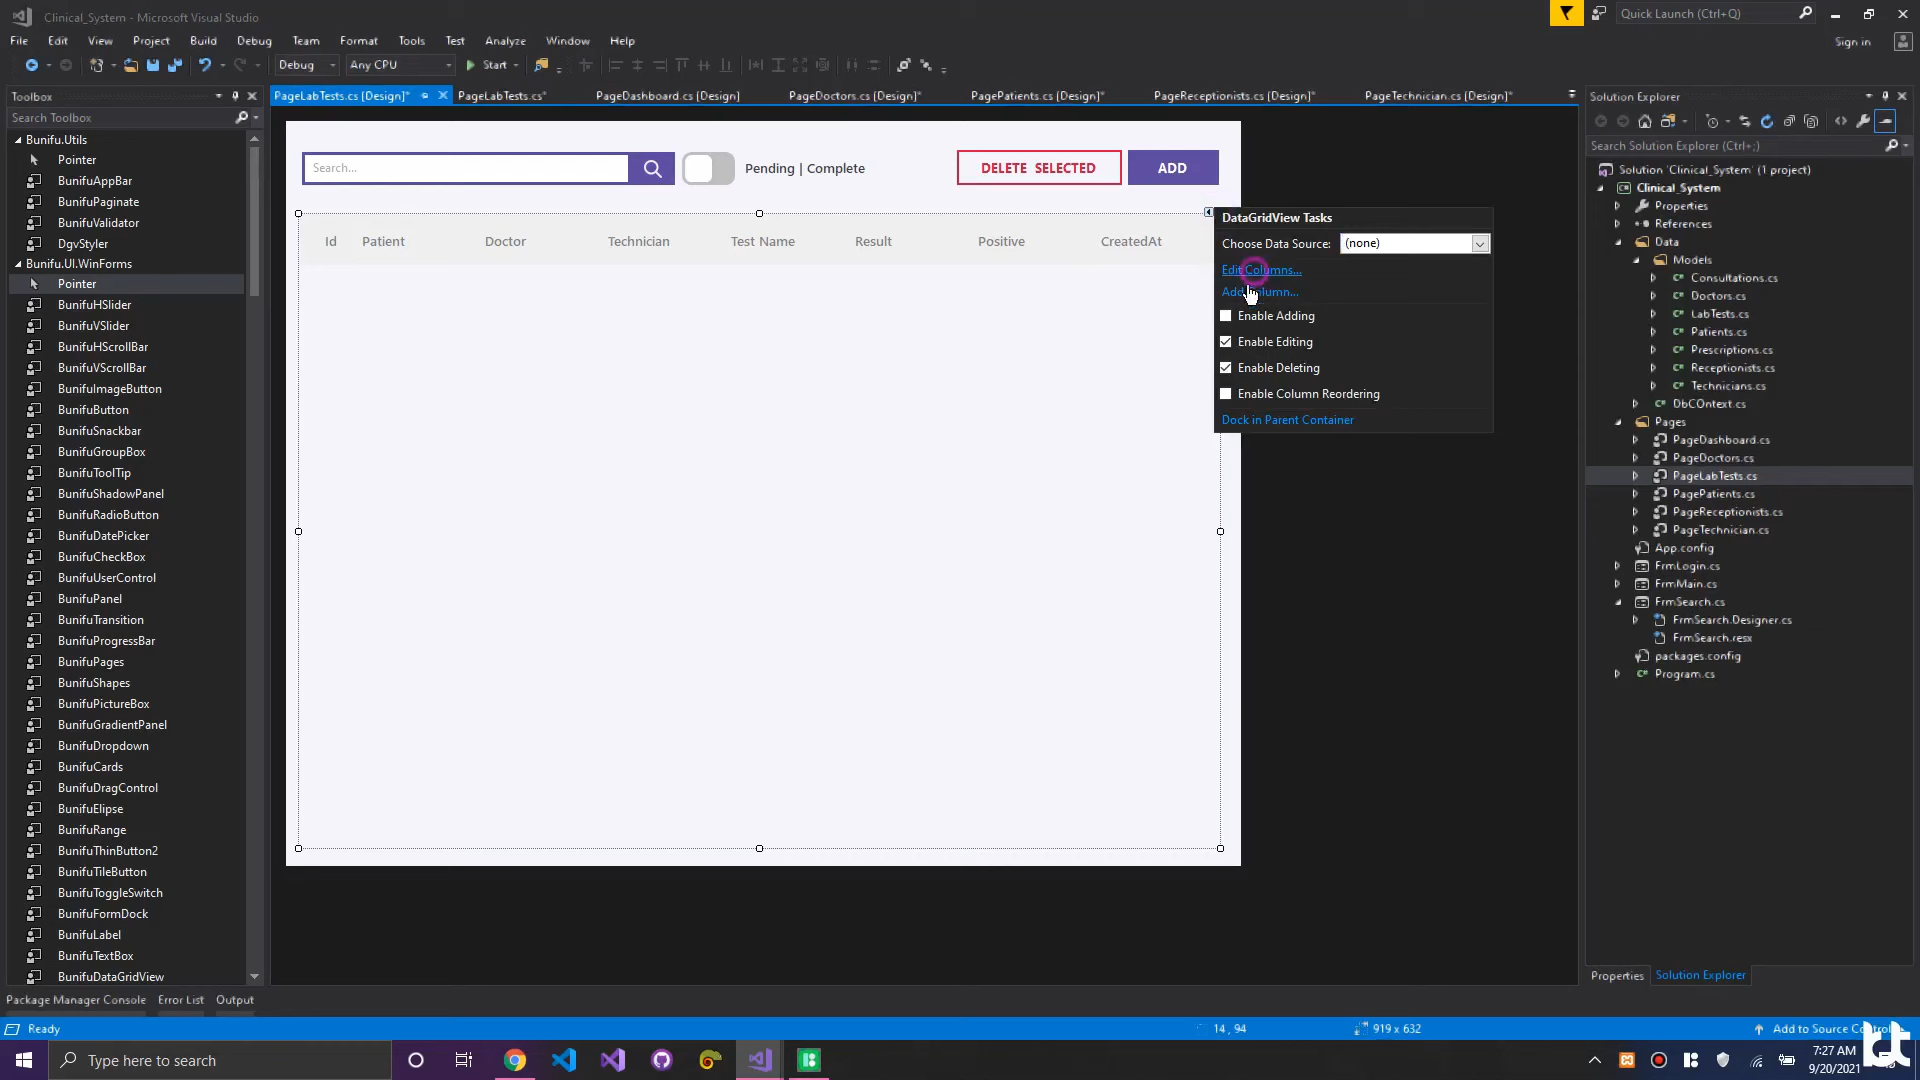 Clinical_System - Microsoft Visual Studio
Quick Launch (Ctrl+Q)
File Edit View Project Build Debug Team Format Tools Test Analyze Window Help
Sign in
Debug Any CPU Start
Toolbox
PageLabTests.cs [Design]* PageLabTests.cs* PageDashboard.cs [Design] PageDoctors.cs [Design]* PagePatients.cs [Design]* PageReceptionists.cs [Design]* PageTechnician.cs [Design]*
Solution Explorer
Search Toolbox
Search Solution Explorer (Ctrl+;)
Bunifu.Utils
Pointer
BunifuAppBar
BunifuPaginate
BunifuValidator
DgvStyler
Bunifu.UI.WinForms
Pointer
BunifuHSlider
BunifuVSlider
BunifuHScrollBar
BunifuVScrollBar
BunifuImageButton
BunifuButton
BunifuSnackbar
BunifuGroupBox
BunifuToolTip
BunifuShadowPanel
BunifuRadioButton
BunifuDatePicker
BunifuCheckBox
BunifuUserControl
BunifuPanel
BunifuTransition
BunifuProgressBar
BunifuPages
BunifuShapes
BunifuPictureBox
BunifuGradientPanel
BunifuDropdown
BunifuCards
BunifuDragControl
BunifuElipse
BunifuRange
BunifuThinButton2
BunifuTileButton
BunifuToggleSwitch
BunifuFormDock
BunifuLabel
BunifuTextBox
BunifuDataGridView
Search...
Pending | Complete
DELETE SELECTED
ADD
Id Patient Doctor Technician Test Name Result Positive CreatedAt
DataGridView Tasks
Choose Data Source: (none)
Edit Columns...
Add Column...
Enable Adding
Enable Editing
Enable Deleting
Enable Column Reordering
Dock in Parent Container
Solution 'Clinical_System' (1 project)
Clinical_System
Properties
References
Data
Models
Consultations.cs
Doctors.cs
LabTests.cs
Patients.cs
Prescriptions.cs
Receptionists.cs
Technicians.cs
DbCOntext.cs
Pages
PageDashboard.cs
PageDoctors.cs
PageLabTests.cs
PagePatients.cs
PageReceptionists.cs
PageTechnician.cs
App.config
FrmLogin.cs
FrmMain.cs
FrmSearch.cs
FrmSearch.Designer.cs
FrmSearch.resx
packages.config
Program.cs
Properties Solution Explorer
Package Manager Console Error List Output
Ready
14 , 94
919 x 632
Add to Source
Type here to search
7:27 AM
9/20/2021